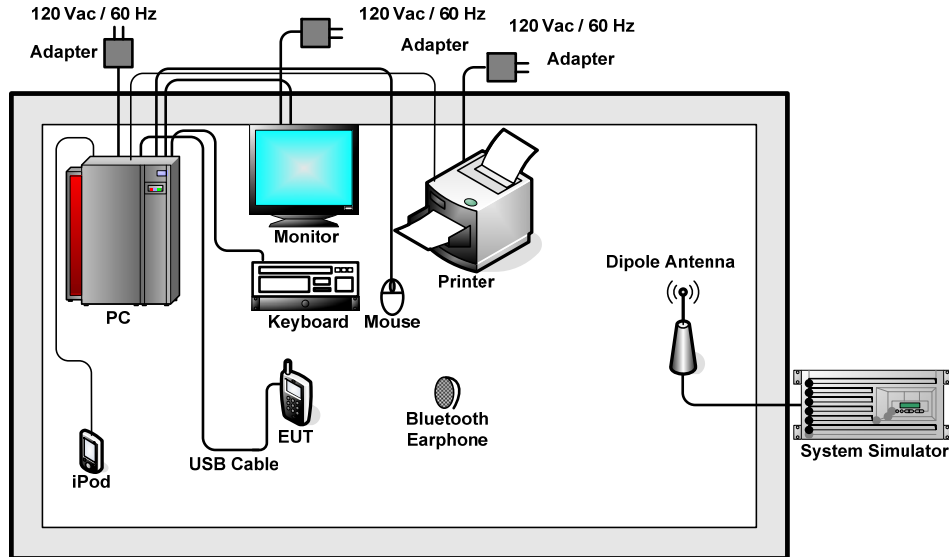 120 Vac / 60 Hz
Adapter
120 Vac / 60 Hz
Adapter
120 Vac / 60 Hz
Adapter
Monitor
Printer
Dipole Antenna
PC
Keyboard
Mouse
Bluetooth
Earphone
EUT
USB Cable
iPod
System Simulator